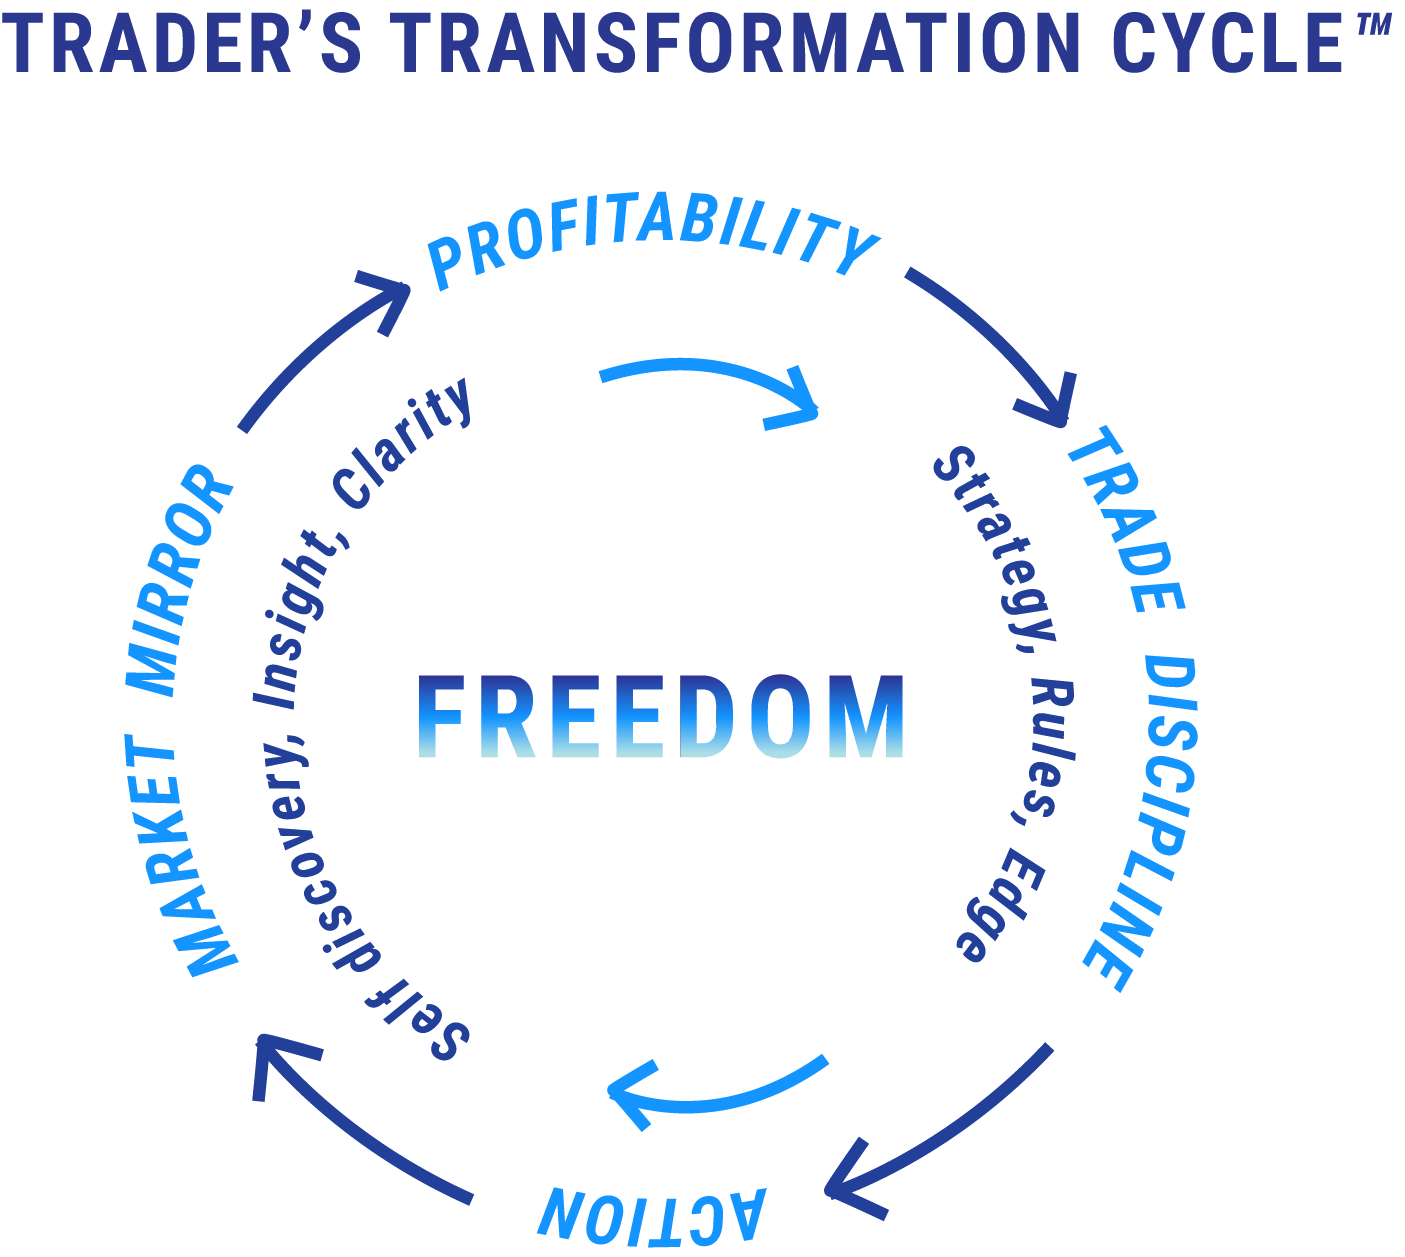 TRADER’S TRANSFORMATION CYCLE™
PROFITABILITY
TRADE DISCIPLINE
ACTION
MARKET MIRROR
Strategy, Rules, Edge
Self discovery, Insight, Clarity
FREEDOM